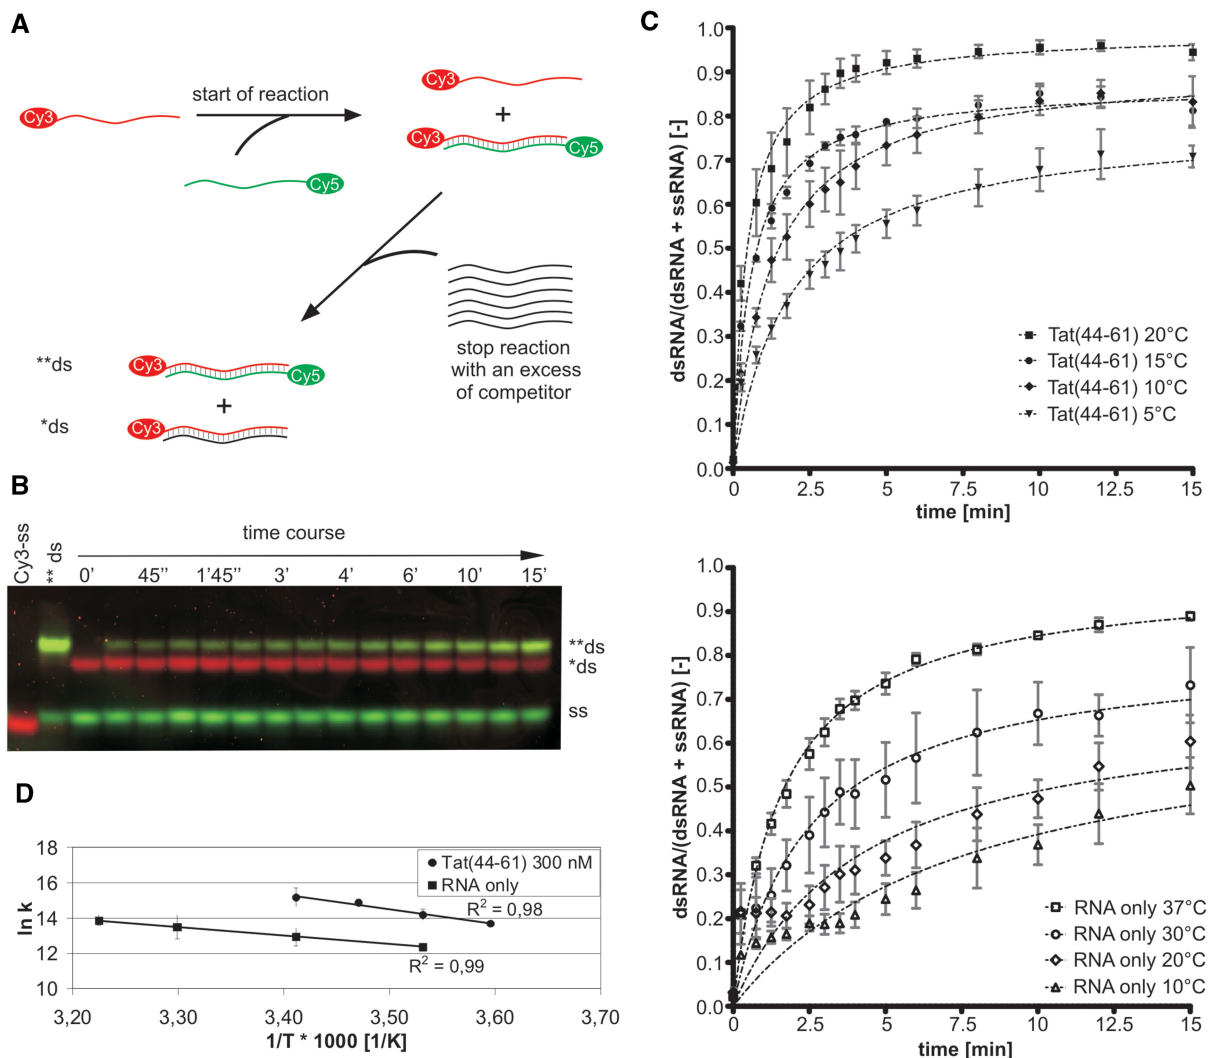 A
Cy3
start of reaction
Cy5
Cy3
+
Cy3
Cy5
stop reaction
with an excess
of competitor
**ds
Cy3
Cy5
+
*ds
Cy3
B
Cy3-ss
** ds
time course
0’ 45’’ 1’45’’ 3’ 4’ 6’ 10’ 15’
**ds
*ds
ss
C
dsRNA/(dsRNA + ssRNA) [-]
1.0
0.9
0.8
0.7
0.6
0.5
0.4
0.3
0.2
0.1
0.0
Tat(44-61) 20°C
Tat(44-61) 15°C
Tat(44-61) 10°C
Tat(44-61) 5°C
0 2.5 5 7.5 10 12.5 15
time [min]
dsRNA/(dsRNA + ssRNA) [-]
1.0
0.9
0.8
0.7
0.6
0.5
0.4
0.3
0.2
0.1
0.0
RNA only 37°C
RNA only 30°C
RNA only 20°C
RNA only 10°C
0 2.5 5 7.5 10 12.5 15
time [min]
D
ln k
18
16
14
12
10
Tat(44-61) 300 nM
RNA only
R² = 0,98
R² = 0,99
3,20 3,30 3,40 3,50 3,60 3,70
1/T * 1000 [1/K]